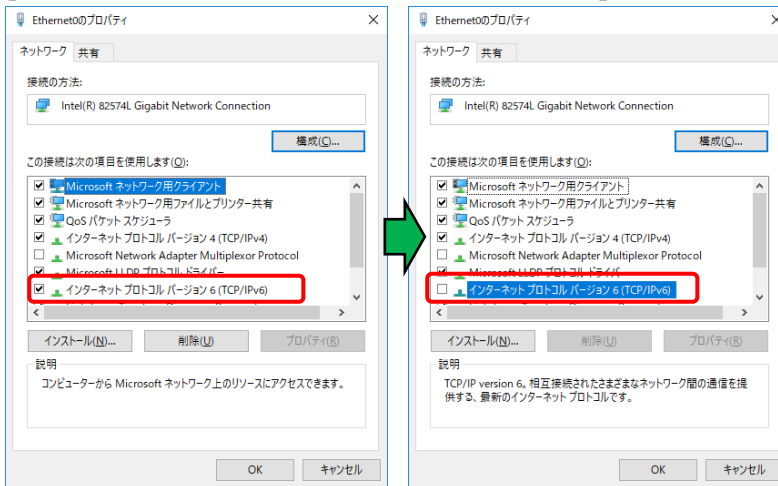 Ethernet0のプロパティ
ネットワーク 共有
接続の方法:
Intel(R) 82574L Gigabit Network Connection
構成(C)...
この接続は次の項目を使用します(O):
Microsoft ネットワーク用クライアント
Microsoft ネットワーク用ファイルとプリンター共有
QoS パケット スケジューラ
インターネット プロトコル バージョン 4 (TCP/IPv4)
Microsoft Network Adapter Multiplexor Protocol
Microsoft LLDP プロトコル ドライバー
インターネット プロトコル バージョン 6 (TCP/IPv6)
インストール(N)... 削除(U) プロパティ(R)
説明
コンピューターから Microsoft ネットワーク上のリソースにアクセスできます。
OK キャンセル
Ethernet0のプロパティ
ネットワーク 共有
接続の方法:
Intel(R) 82574L Gigabit Network Connection
構成(C)...
この接続は次の項目を使用します(O):
Microsoft ネットワーク用クライアント
Microsoft ネットワーク用ファイルとプリンター共有
QoS パケット スケジューラ
インターネット プロトコル バージョン 4 (TCP/IPv4)
Microsoft Network Adapter Multiplexor Protocol
Microsoft LLDP プロトコル ドライバー
インターネット プロトコル バージョン 6 (TCP/IPv6)
インストール(N)... 削除(U) プロパティ(R)
説明
TCP/IP version 6。相互接続されたさまざまなネットワーク間の通信を提
供する、最新のインターネット プロトコルです。
OK キャンセル